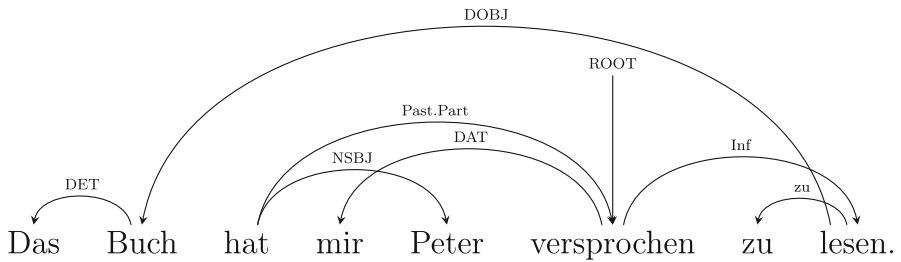 DOBJ
ROOT
Past.Part
DAT
Inf
NSBJ
DET
zu
Das Buch hat mir Peter versprochen zu lesen.